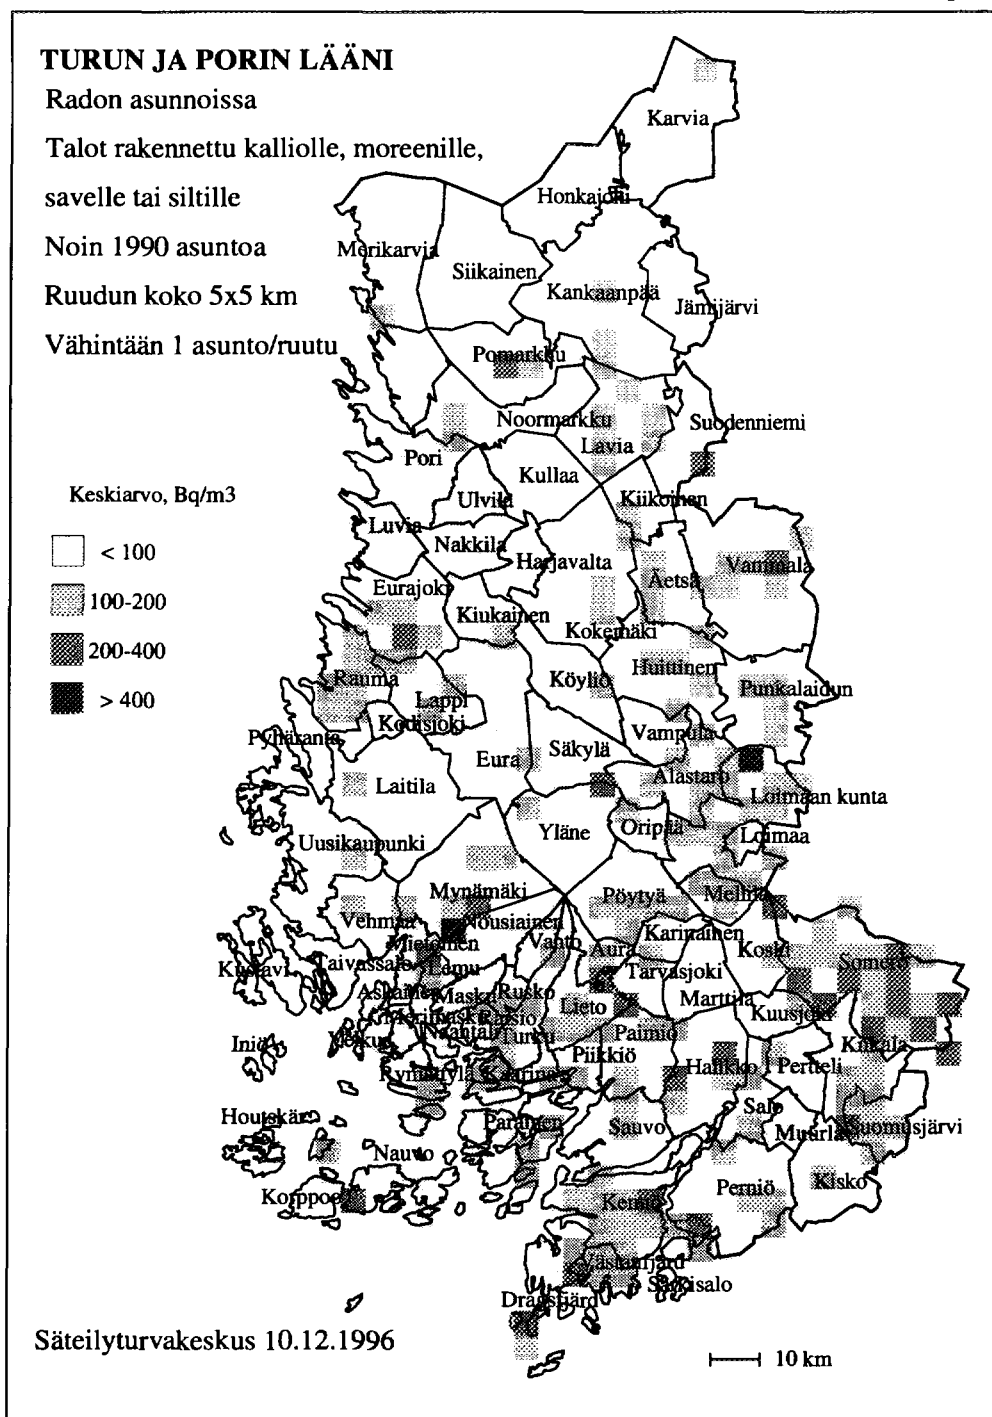 TURUN JA PORIN LÄÄNI
Radon asunnoissa
Talot rakennettu kalliolle, moreenille,
savelle tai siltille
Noin 1990 asuntoa
Ruudun koko 5x5 km
Vähintään 1 asunto/ruutu
Karvia
Honkajoki
Merikarvia
Siikainen
Kankaanpää
Jämijärvi
Pomarkku
Noormarkku
Suodenniemi
Lavia
Pori
Kullaa
Ulvila
Kiikoinen
Luvia
Nakkila
Harjavalta
Vammala
Äetsä
Eurajoki
Kiukainen
Kokemäki
Huittinen
Rauma
Köyliö
Punkalaidun
Lappi
Kodisjoki
Pyhäranta
Vampula
Säkylä
Eura
Alastaro
Laitila
Loimaan kunta
Oripää
Yläne
Loimaa
Uusikaupunki
Mynämäki
Pöytyä
Mellilä
Vehmaa
Nousiainen
Karinainen
Mietoinen
Vahto
Aura
Koski
Somero
Kustavi
Taivassalo
Lemu
Tarvasjoki
Askainen
Masku
Rusko
Marttila
Lieto
Kuusjoki
Merimasku
Raisio
Iniö
Velkua
Naantali
Turku
Paimio
Kiikala
Piikkiö
Halikko
Pertteli
Rymättylä
Kaarina
Salo
Houtskär
Parainen
Sauvo
Muurla
Suomusjärvi
Nauvo
Kisko
Korppoo
Perniö
Kemiö
Västanfjärd
Särkisalo
Dragsfjärd
Keskiarvo, Bq/m3
< 100
100-200
200-400
> 400
Säteilyturvakeskus 10.12.1996
10 km